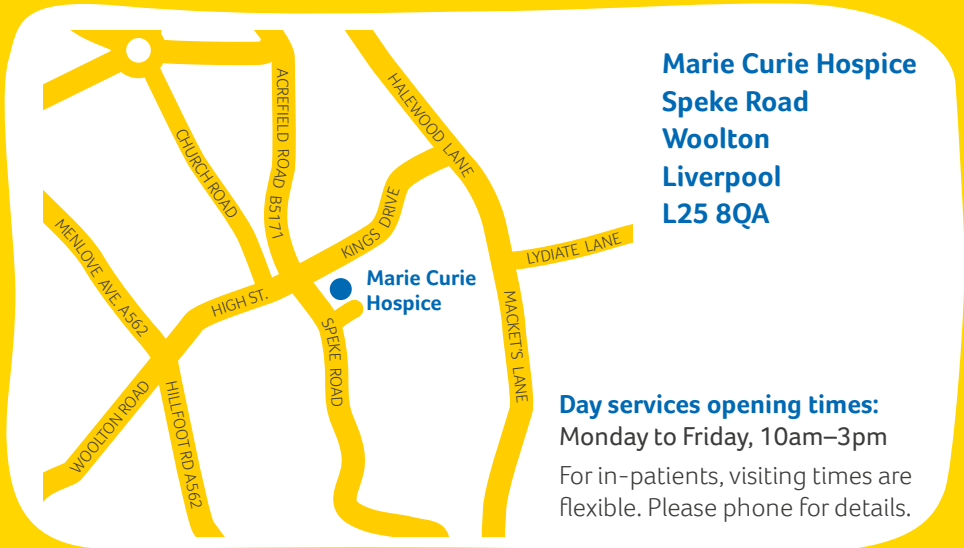 Marie Curie Hospice
Speke Road
Woolton
Liverpool
L25 8QA
HALEWOOD LANE
ACREFIELD ROAD B5171
CHURCH ROAD
KINGS DRIVE
MENLOVE AVE. A562
LYDIATE LANE
Marie Curie
Hospice
HIGH ST.
MACKET'S LANE
SPEKE ROAD
WOOLTON ROAD
HILLFOOT RD A562
Day services opening times:
Monday to Friday, 10am–3pm
For in-patients, visiting times are
flexible. Please phone for details.